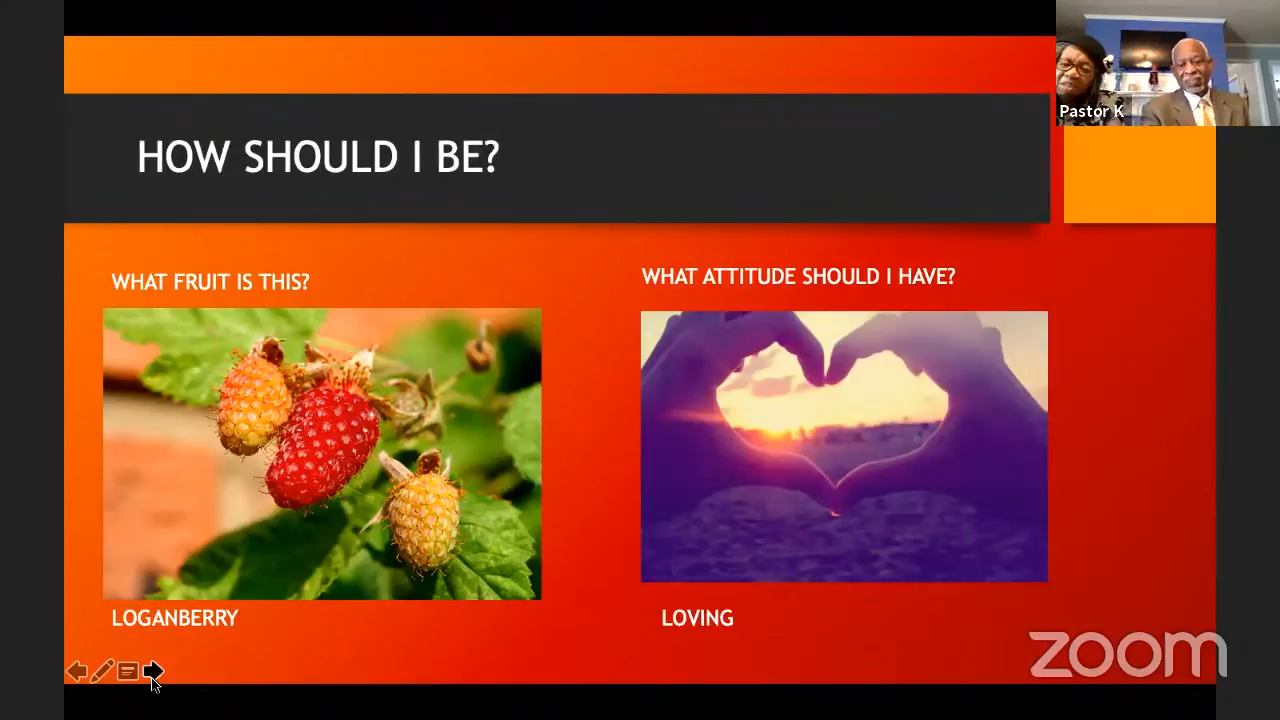 Pastor K
HOW SHOULD I BE?
WHAT FRUIT IS THIS?
WHAT ATTITUDE SHOULD I HAVE?
LOGANBERRY
LOVING
zoom